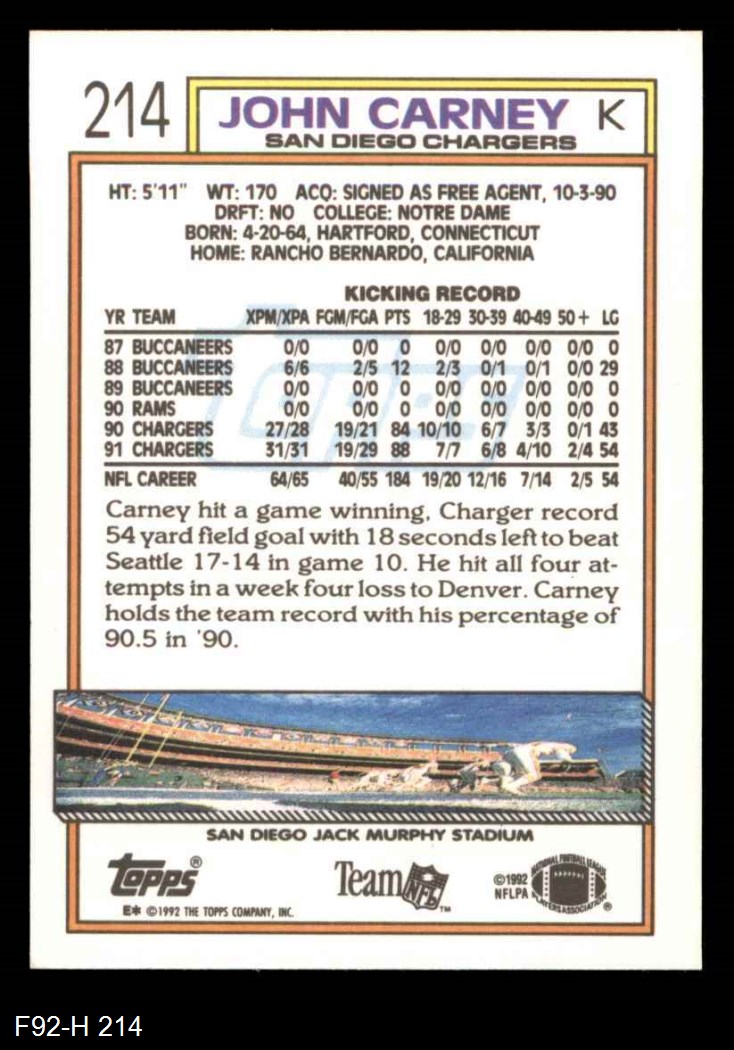 214
JOHN CARNEY K
SAN DIEGO CHARGERS
HT: 5'11" WT: 170 ACQ: SIGNED AS FREE AGENT, 10-3-90
DRFT: NO COLLEGE: NOTRE DAME
BORN: 4-20-64, HARTFORD, CONNECTICUT
HOME: RANCHO BERNARDO, CALIFORNIA
KICKING RECORD
YR TEAM XPM/XPA FGM/FGA PTS 18-29 30-39 40-49 50 + LG
87 BUCCANEERS 0/0 0/0 0 0/0 0/0 0/0 0/0 0
88 BUCCANEERS 6/6 2/5 12 2/3 0/1 0/1 0/0 29
89 BUCCANEERS 0/0 0/0 0 0/0 0/0 0/0 0/0 0
90 RAMS 0/0 0/0 0 0/0 0/0 0/0 0/0 0
90 CHARGERS 27/28 19/21 84 10/10 6/7 3/3 0/1 43
91 CHARGERS 31/31 19/29 88 7/7 6/8 4/10 2/4 54
NFL CAREER 64/65 40/55 184 19/20 12/16 7/14 2/5 54
Topps
Carney hit a game winning, Charger record
54 yard field goal with 18 seconds left to beat
Seattle 17-14 in game 10. He hit all four at-
tempts in a week four loss to Denver. Carney
holds the team record with his percentage of
90.5 in '90.
SAN DIEGO JACK MURPHY STADIUM
TOPPS®
E* ©1992 THE TOPPS COMPANY, INC.
Team NFL™
©1992
NFLPA
NATIONAL FOOTBALL LEAGUE
PLAYERS ASSOCIATION®
F92-H 214